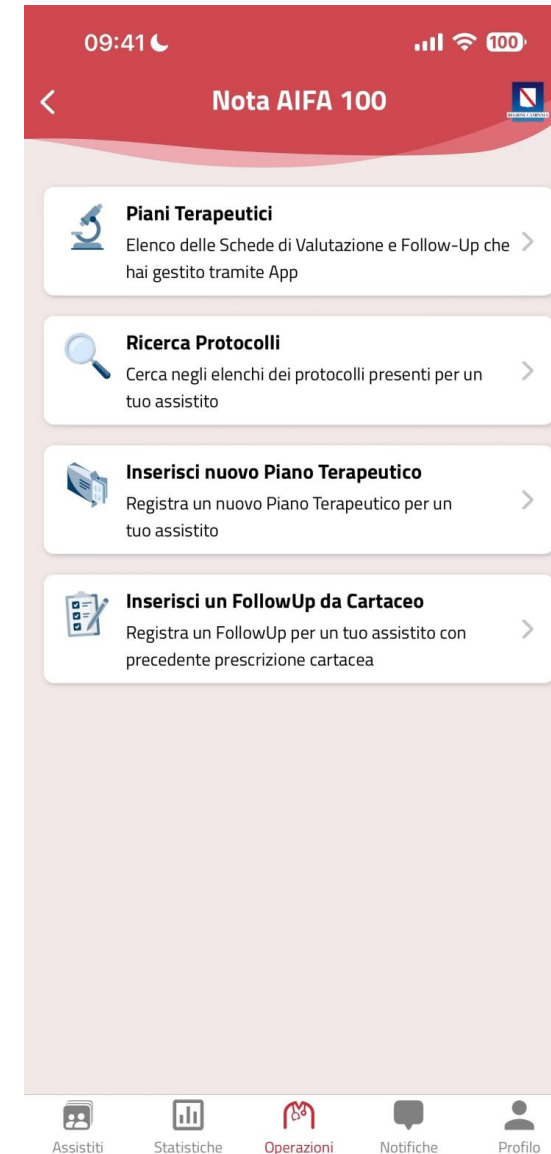 09:41
100
Nota AIFA 100
REGIONE CAMPANIA
Piani Terapeutici
Elenco delle Schede di Valutazione e Follow-Up che
hai gestito tramite App
Ricerca Protocolli
Cerca negli elenchi dei protocolli presenti per un
tuo assistito
Inserisci nuovo Piano Terapeutico
Registra un nuovo Piano Terapeutico per un
tuo assistito
Inserisci un FollowUp da Cartaceo
Registra un FollowUp per un tuo assistito con
precedente prescrizione cartacea
Assistiti
Statistiche
Operazioni
Notifiche
Profilo